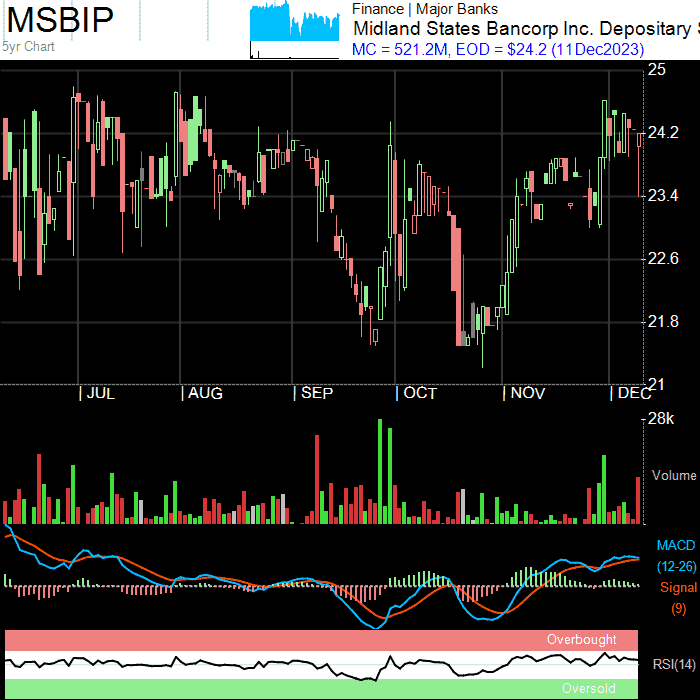 MSBIP
5yr Chart
Finance | Major Banks
Midland States Bancorp Inc. Depositary S
MC = 521.2M, EOD = $24.2 (11Dec2023)
25
24.2
23.4
22.6
21.8
21
| JUL | AUG | SEP | OCT | NOV | DEC
28k
Volume
MACD
(12-26)
Signal
(9)
Overbought
RSI(14)
Oversold